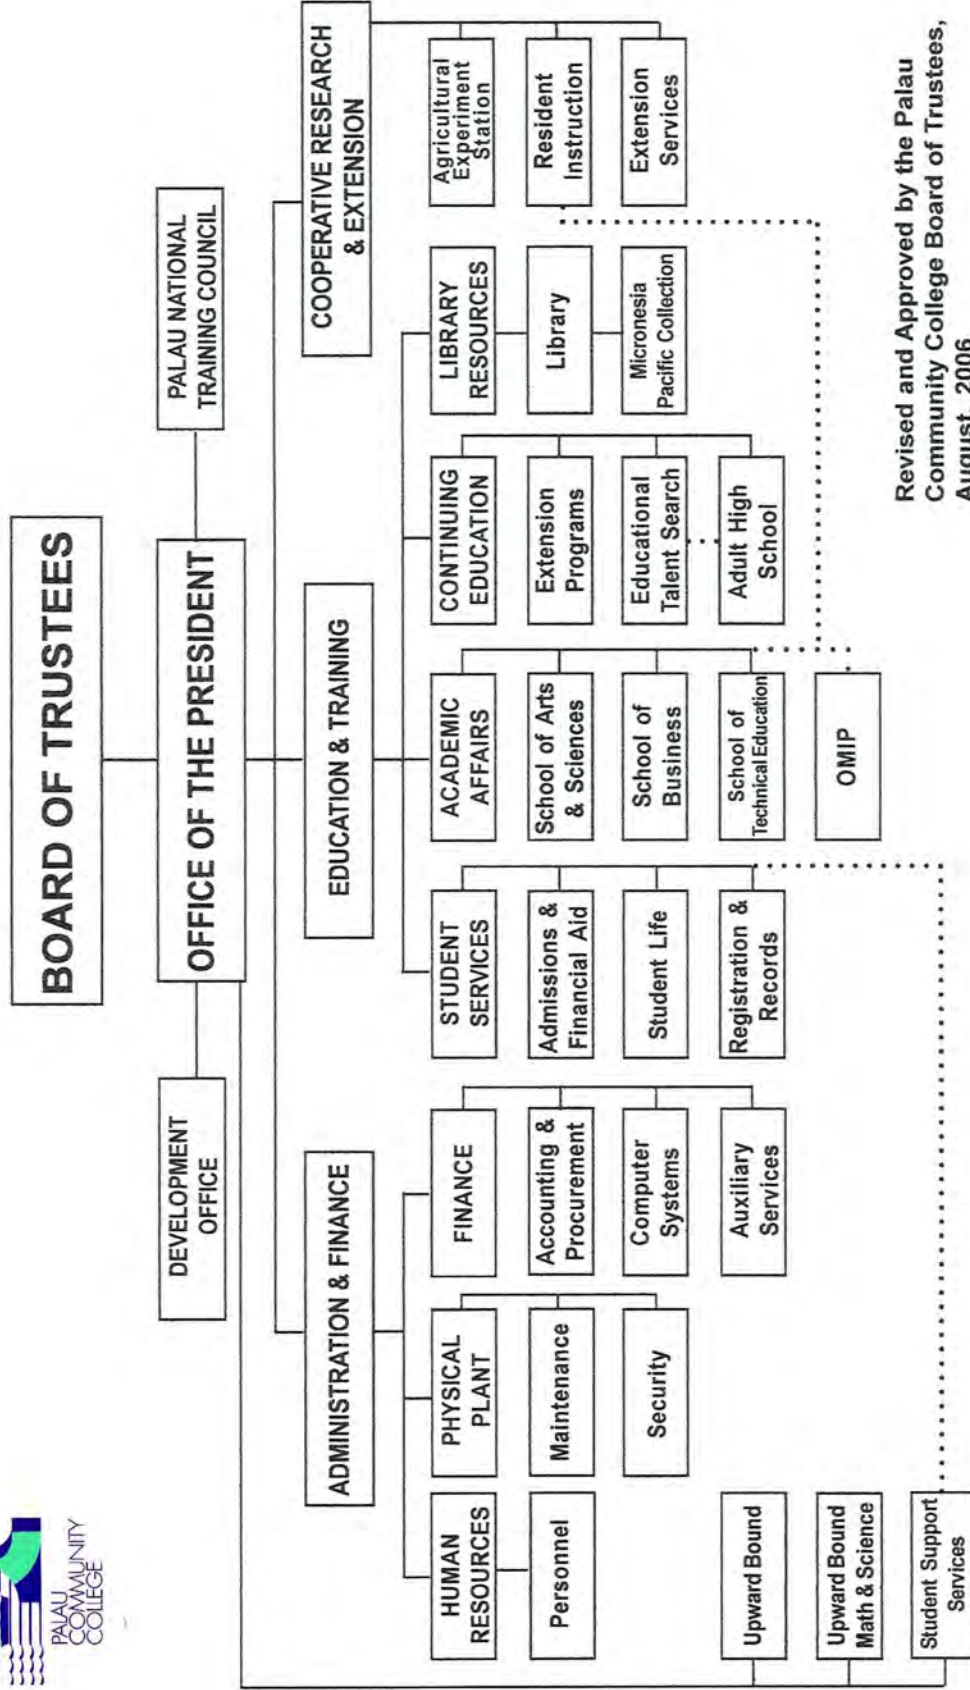 PALAU
COMMUNITY
COLLEGE
BOARD OF TRUSTEES
DEVELOPMENT
OFFICE
OFFICE OF THE PRESIDENT
PALAU NATIONAL
TRAINING COUNCIL
ADMINISTRATION & FINANCE
EDUCATION & TRAINING
COOPERATIVE RESEARCH
& EXTENSION
HUMAN
RESOURCES
Personnel
PHYSICAL
PLANT
Maintenance
Security
FINANCE
Accounting &
Procurement
Computer
Systems
Auxiliary
Services
STUDENT
SERVICES
Admissions &
Financial Aid
Student Life
Registration &
Records
ACADEMIC
AFFAIRS
School of Arts
& Sciences
School of
Business
School of
Technical Education
OMIP
CONTINUING
EDUCATION
Extension
Programs
Educational
Talent Search
Adult High
School
LIBRARY
RESOURCES
Library
Micronesia
Pacific Collection
Agricultural
Experiment
Station
Resident
Instruction
Extension
Services
Upward Bound
Upward Bound
Math & Science
Student Support
Services
Revised and Approved by the Palau
Community College Board of Trustees,
August, 2006